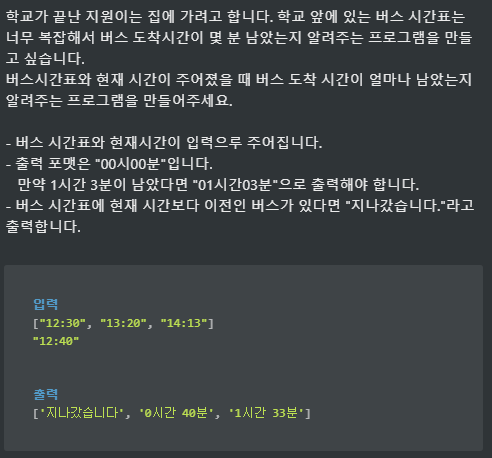 학교가 끝난 지원이는 집에 가려고 합니다. 학교 앞에 있는 버스 시간표는
너무 복잡해서 버스 도착시간이 몇 분 남았는지 알려주는 프로그램을 만들
고 싶습니다.
버스시간표와 현재 시간이 주어졌을 때 버스 도착 시간이 얼마나 남았는지
알려주는 프로그램을 만들어주세요.
- 버스 시간표와 현재시간이 입력으루 주어집니다.
- 출력 포맷은 "00시00분"입니다.
만약 1시간 3분이 남았다면 "01시간03분"으로 출력해야 합니다.
- 버스 시간표에 현재 시간보다 이전인 버스가 있다면 "지나갔습니다."라고
출력합니다.
입력
["12:30", "13:20", "14:13"]
"12:40"
출력
['지나갔습니다', '0시간 40분', '1시간 33분']